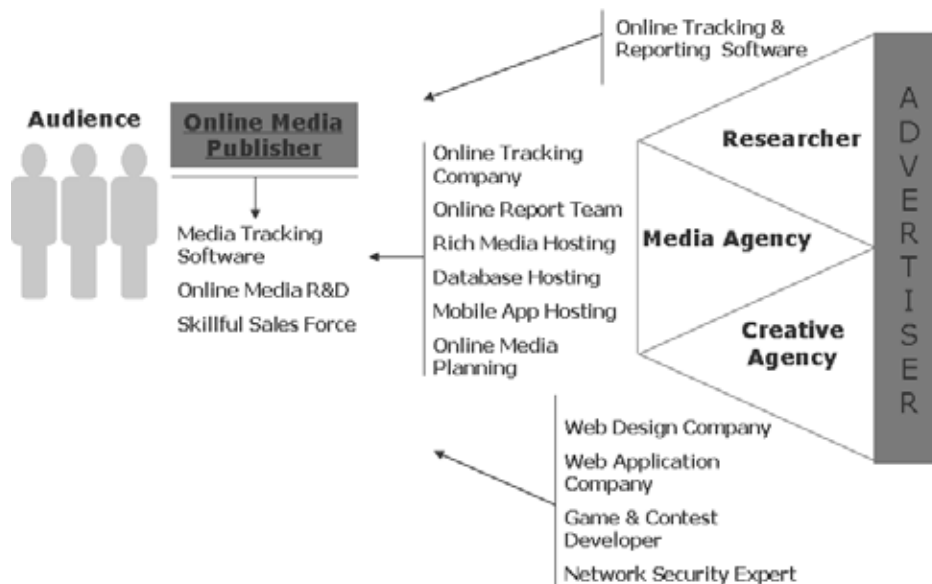 Online Tracking &
Reporting Software
Audience
Online Media
Publisher
Media Tracking
Software
Online Media R&D
Skillful Sales Force
Online Tracking
Company
Online Report Team
Rich Media Hosting
Database Hosting
Mobile App Hosting
Online Media
Planning
Researcher
Media Agency
Creative
Agency
ADVERTISER
Web Design Company
Web Application
Company
Game & Contest
Developer
Network Security Expert